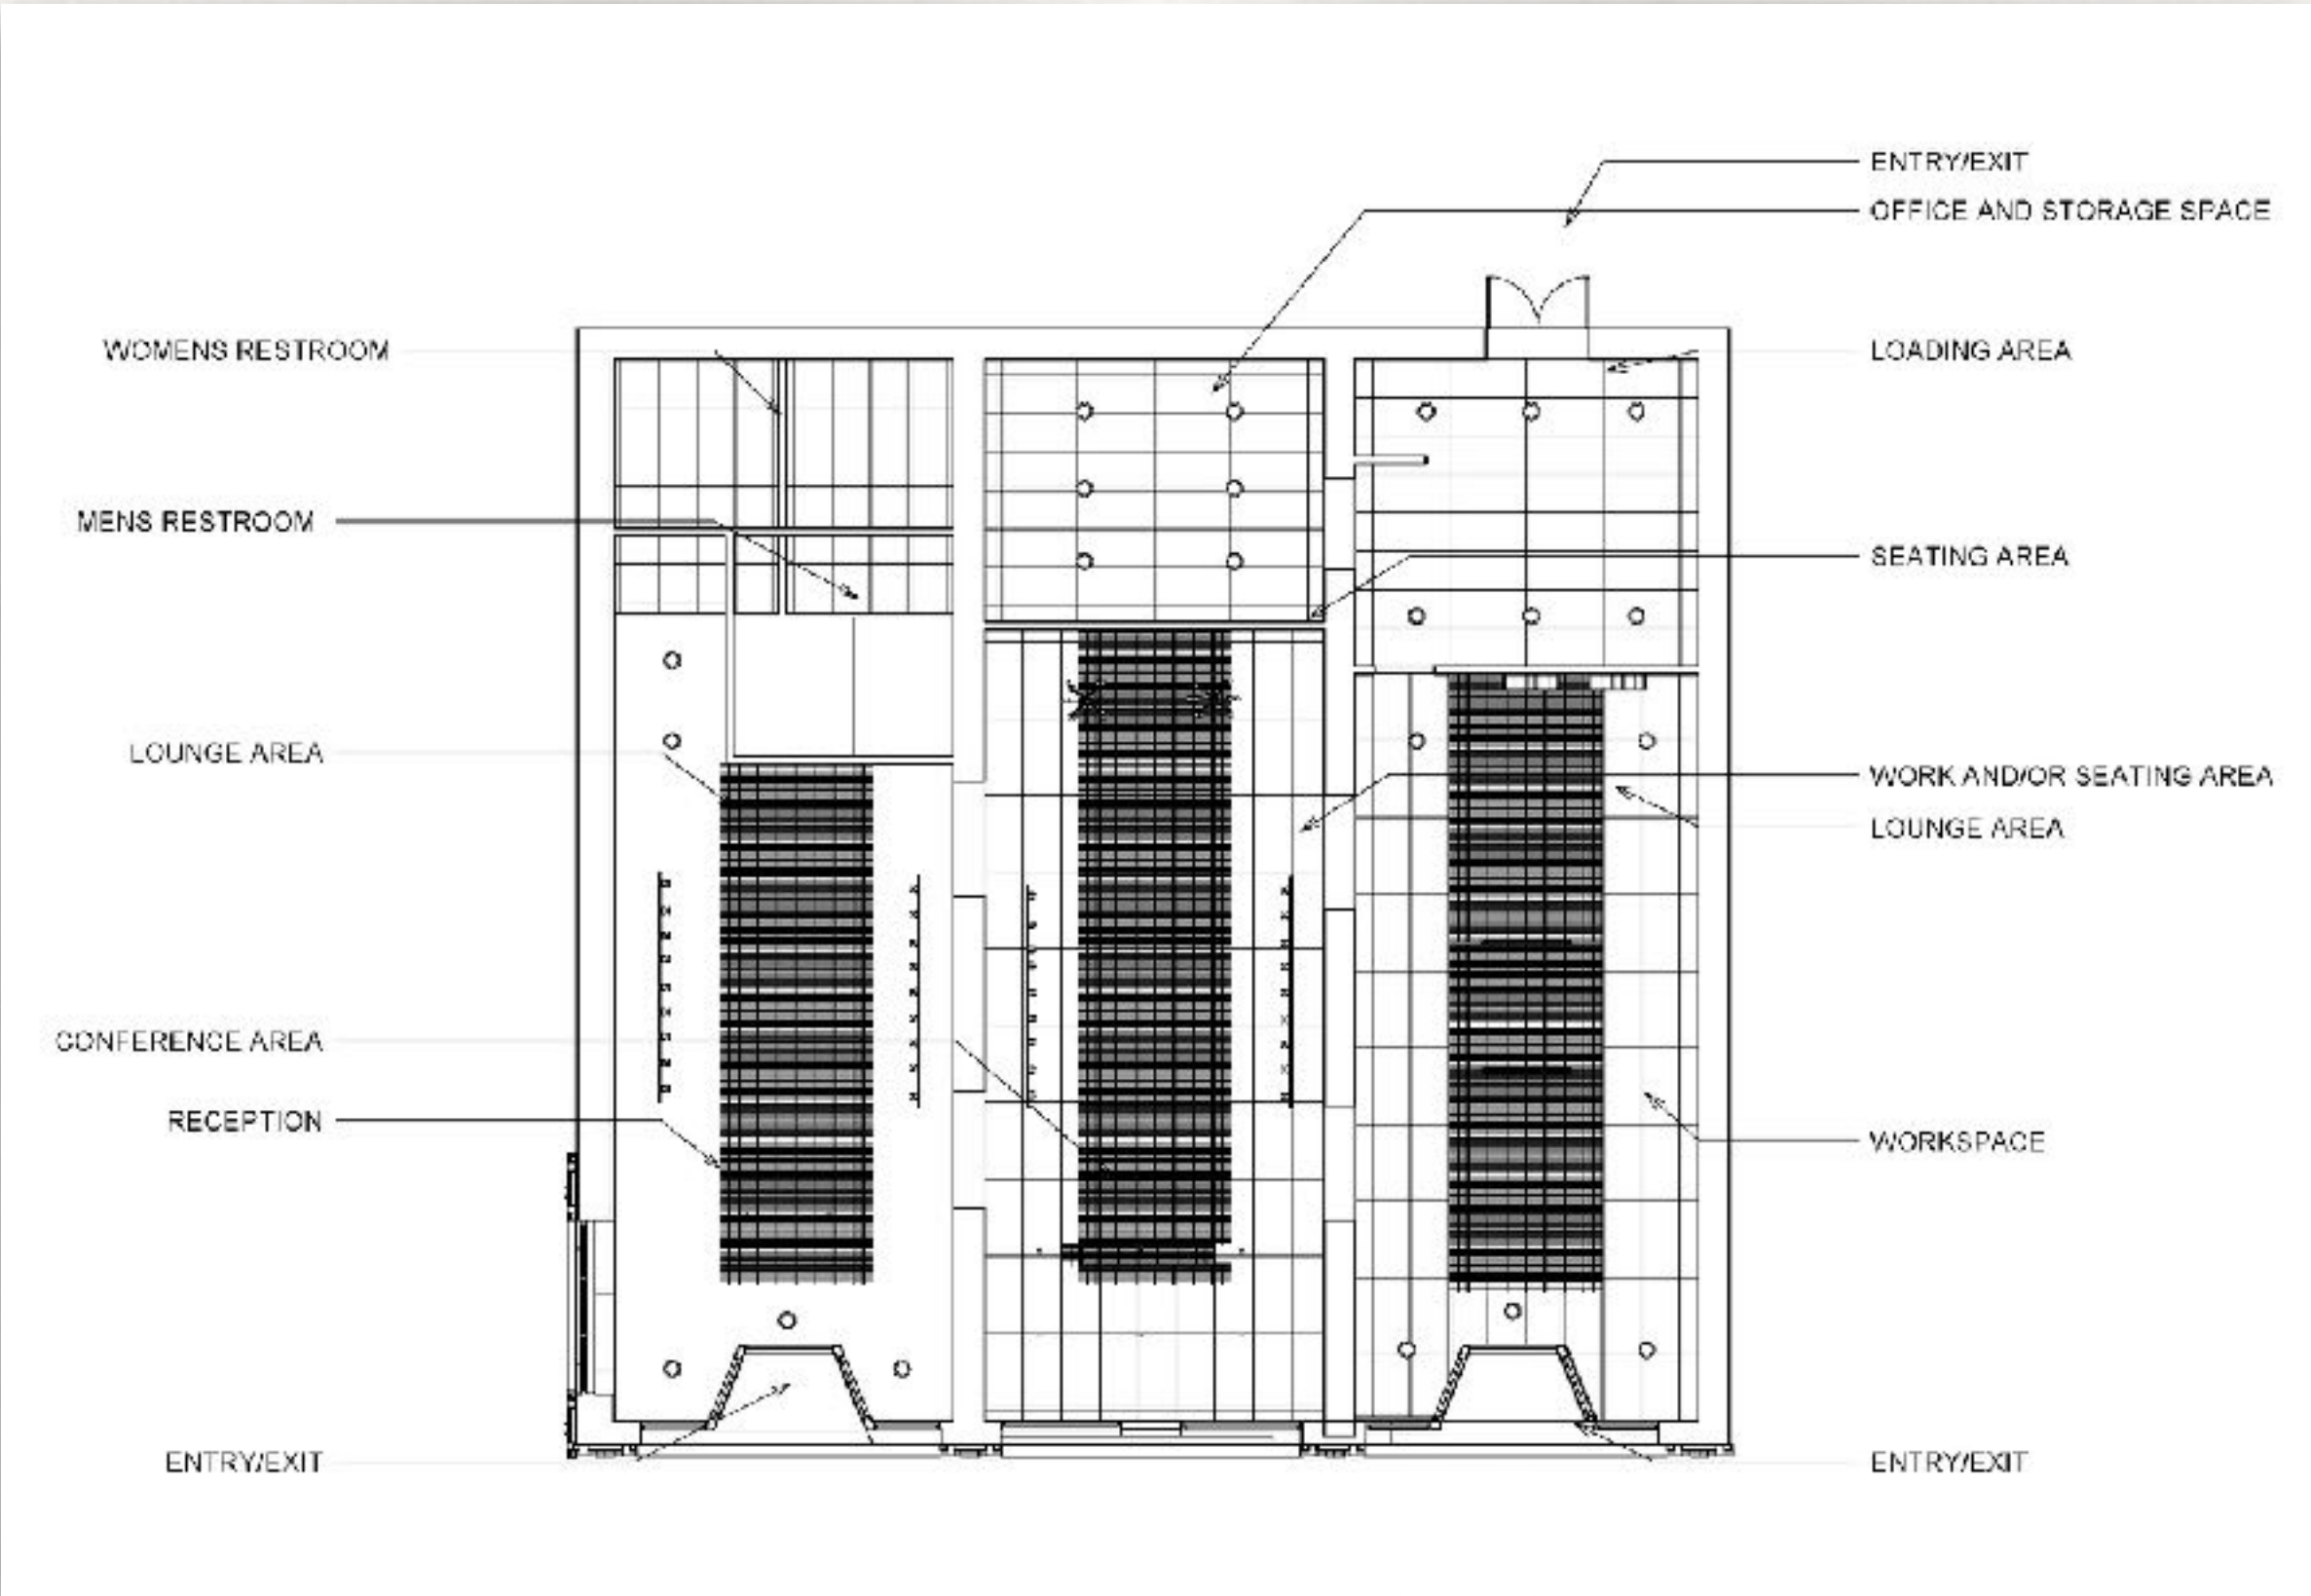 ENTRY/EXIT
OFFICE AND STORAGE SPACE
WOMENS RESTROOM
LOADING AREA
MENS RESTROOM
SEATING AREA
LOUNGE AREA
WORK AND/OR SEATING AREA
LOUNGE AREA
CONFERENCE AREA
RECEPTION
WORKSPACE
ENTRY/EXIT
ENTRY/EXIT